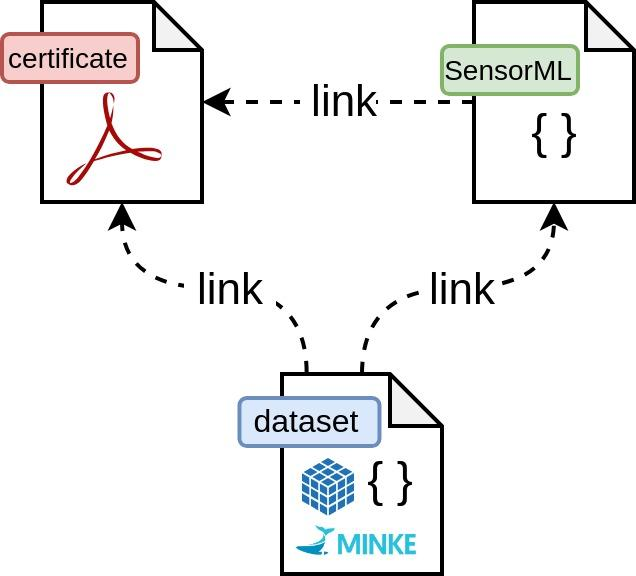 certificate
SensorML
link
{ }
link
link
dataset
{ }
MINKE